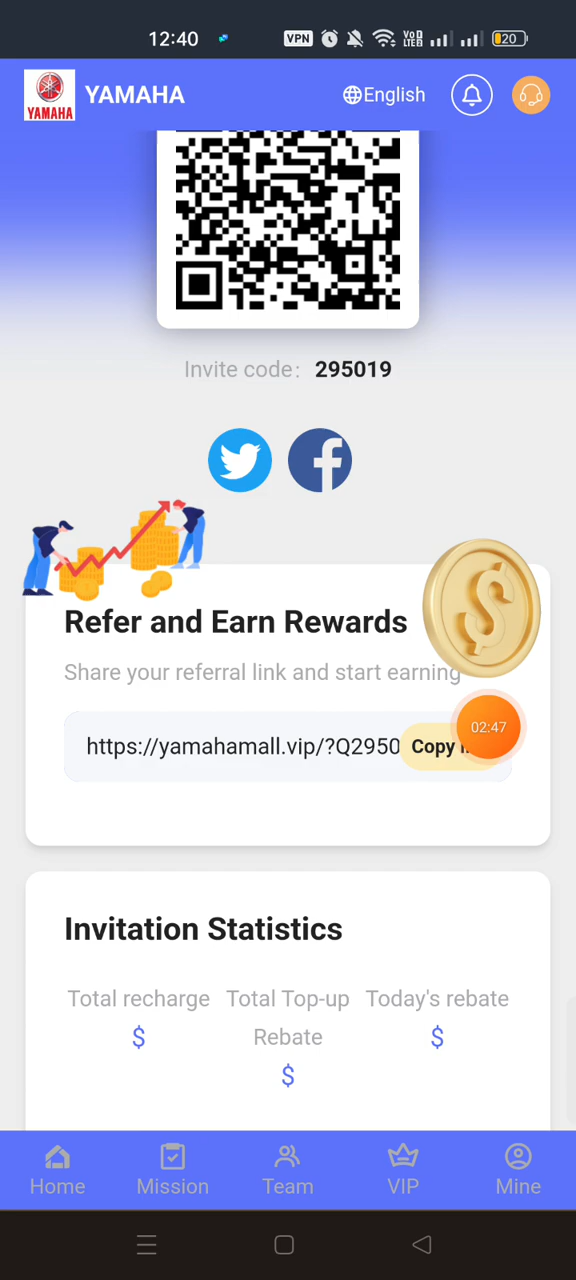 12:40
VPN
Vo
LTE2
20
YAMAHA
YAMAHA
English
Invite code: 295019
Refer and Earn Rewards
Share your referral link and start earning
https://yamahamall.vip/?Q2950
Copy
02:47
Invitation Statistics
Total recharge Total Top-up Rebate Today's rebate
$ $ $
Home Mission Team VIP Mine